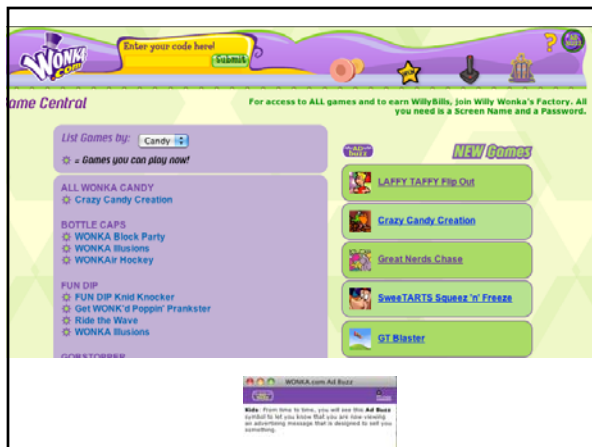 WONKA
.COM
Enter your code here!
Submit
NEW
?
AD
buzz
ame Central
For access to ALL games and to earn WillyBills, join Willy Wonka's Factory. All
you need is a Screen Name and a Password.
List Games by: Candy
= Games you can play now!
ALL WONKA CANDY
Crazy Candy Creation
BOTTLE CAPS
WONKA Block Party
WONKA Illusions
WONKAir Hockey
FUN DIP
FUN DIP Knid Knocker
Get WONK'd Poppin' Prankster
Ride the Wave
WONKA Illusions
GOBSTOPPER
AD
buzz
NEW Games
LAFFY TAFFY Flip Out
Crazy Candy Creation
Great Nerds Chase
SweeTARTS Squeez 'n' Freeze
GT Blaster
WONKA.com Ad Buzz
Kids: From time to time, you will see this Ad Buzz
symbol to let you know that you are now viewing
an advertising message that is designed to sell you
something.